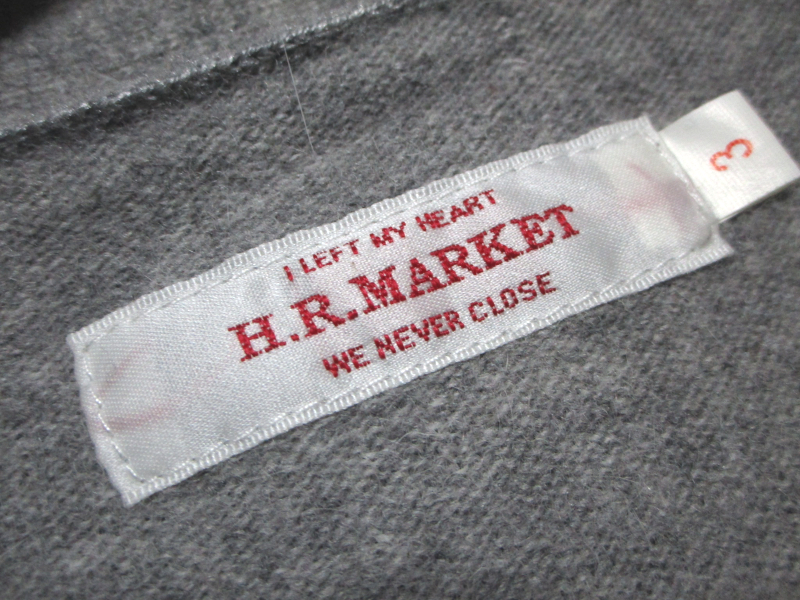 I LEFT MY HEART
H.R.MARKET
WE NEVER CLOSE
3